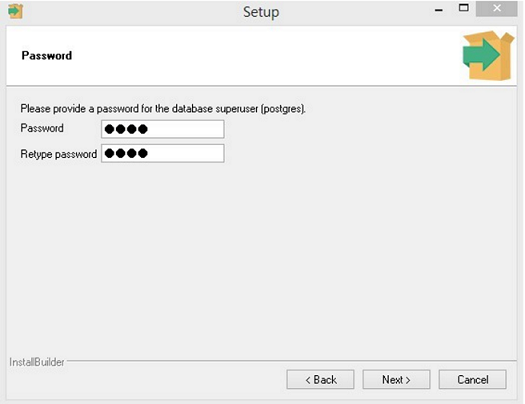 Setup
Password
Please provide a password for the database superuser (postgres).
Password
Retype password
InstallBuilder
< Back
Next >
Cancel